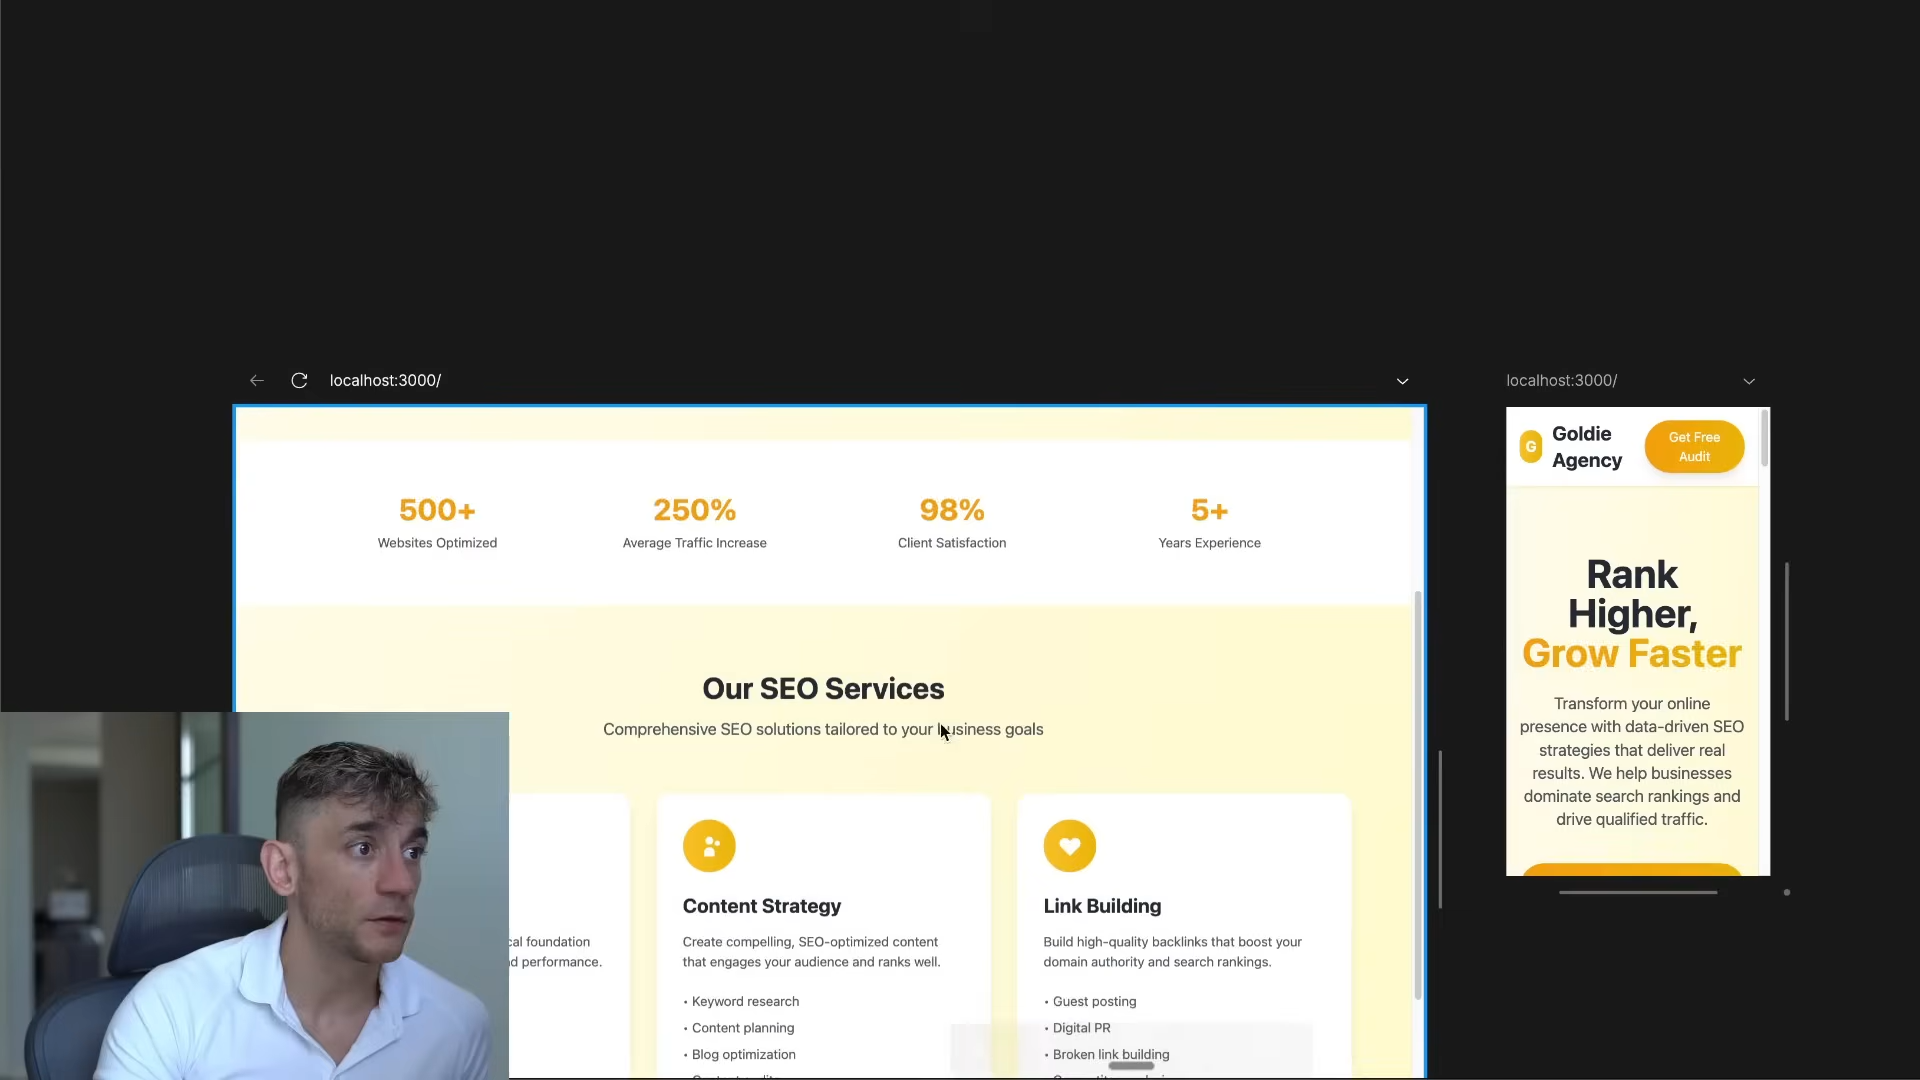 localhost:3000/
500+
Websites Optimized
250%
Average Traffic Increase
98%
Client Satisfaction
5+
Years Experience
Our SEO Services
Comprehensive SEO solutions tailored to your business goals
cal foundation
d performance.
Content Strategy
Create compelling, SEO-optimized content
that engages your audience and ranks well.
• Keyword research
• Content planning
• Blog optimization
Link Building
Build high-quality backlinks that boost your
domain authority and search rankings.
• Guest posting
• Digital PR
• Broken link building
localhost:3000/
G
Goldie
Agency
Get Free
Audit
Rank
Higher,
Grow Faster
Transform your online
presence with data-driven SEO
strategies that deliver real
results. We help businesses
dominate search rankings and
drive qualified traffic.